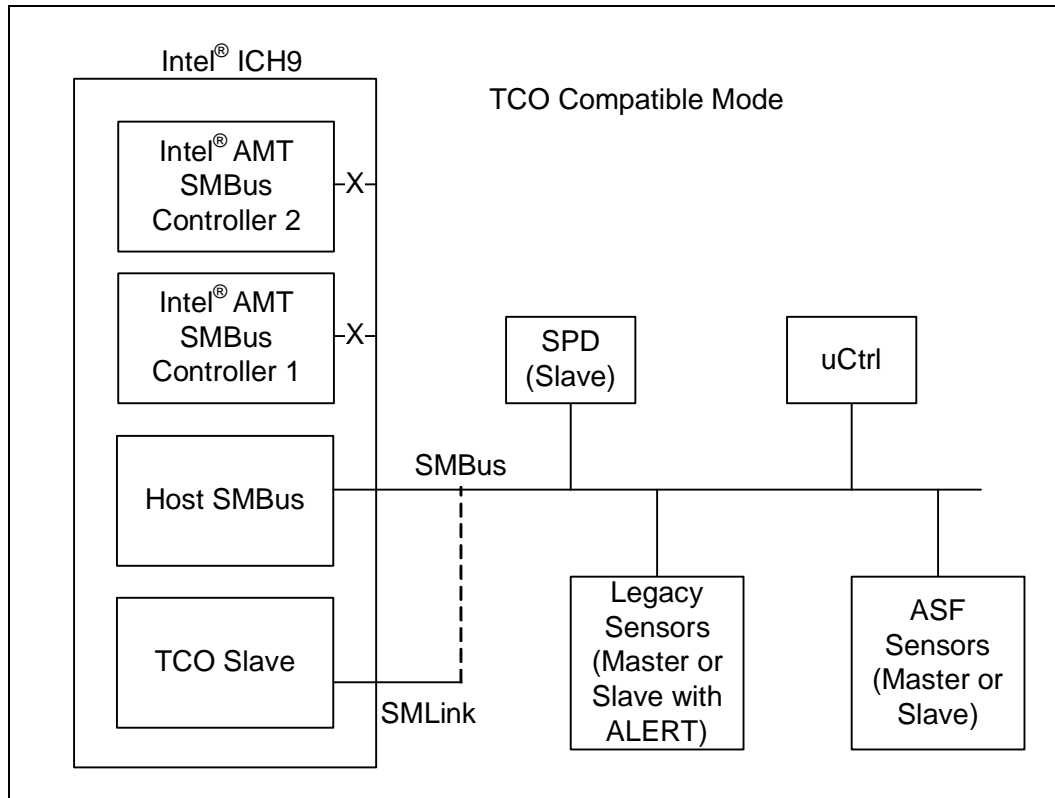 Intel® ICH9
TCO Compatible Mode
Intel® AMT
SMBus
Controller 2
X
Intel® AMT
SMBus
Controller 1
X
SPD
(Slave)
uCtrl
SMBus
Host SMBus
Legacy
Sensors
(Master or
Slave with
ALERT)
ASF
Sensors
(Master or
Slave)
TCO Slave
SMLink